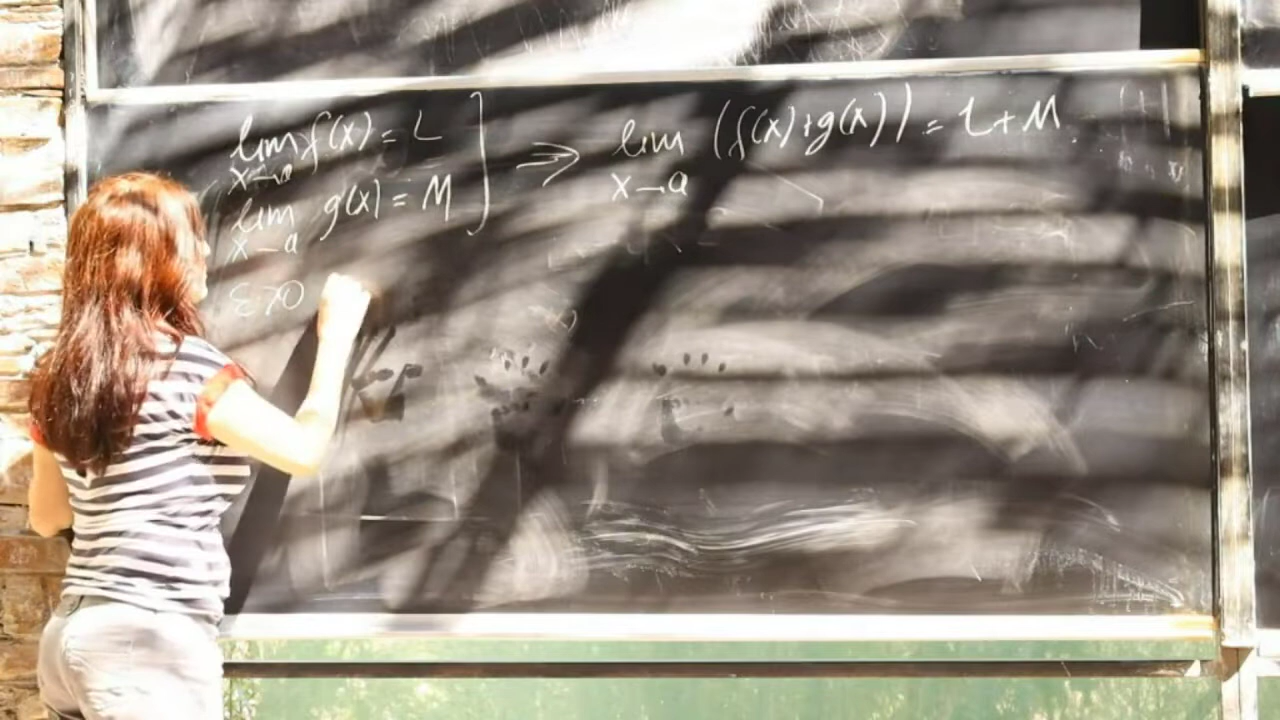 lim f(x) = L
x→a
lim g(x) = M
x→a
] ⇒ lim (f(x)+g(x)) = L+M.
x→a
ε>0